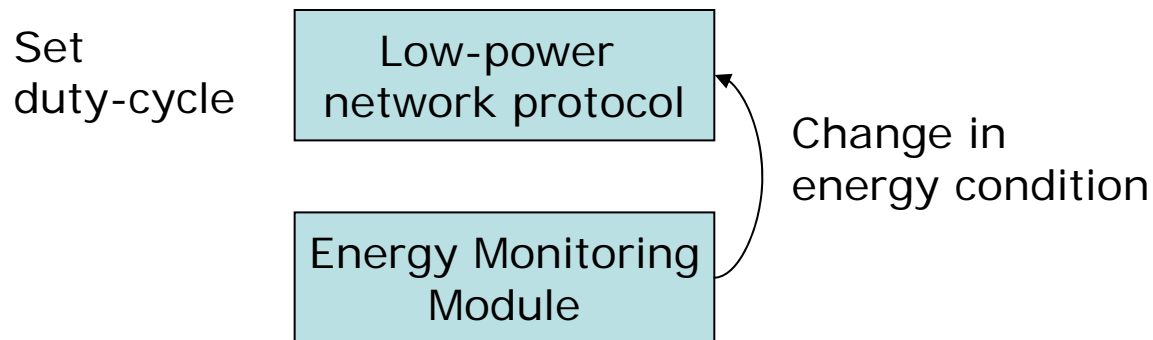 Set
duty-cycle
Low-power
network protocol
Change in
energy condition
Energy Monitoring
Module